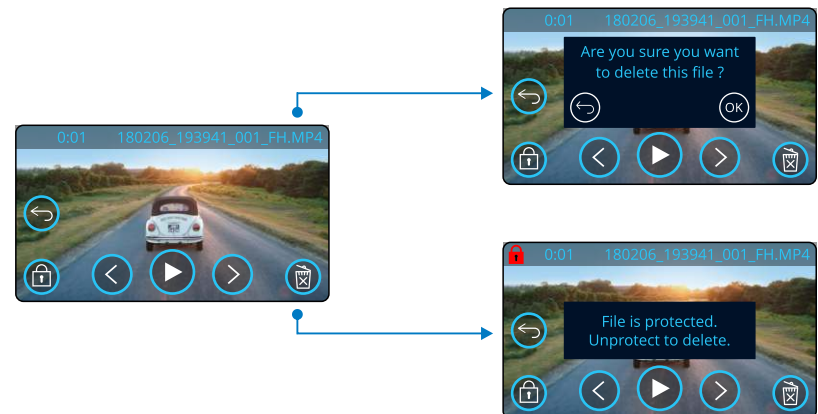 0:01 180206_193941_001_FH.MP4
Are you sure you want
to delete this file ?
OK
0:01 180206_193941_001_FH.MP4
0:01 180206_193941_001_FH.MP4
File is protected.
Unprotect to delete.